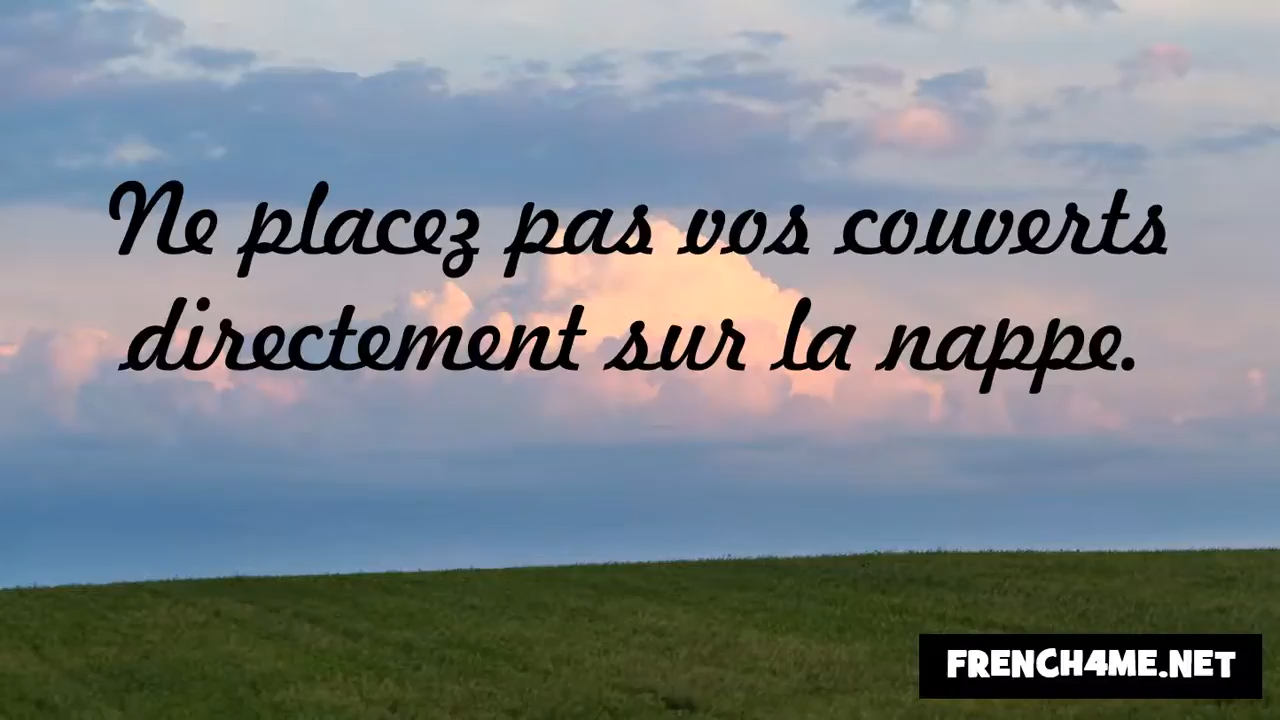 Ne placez pas vos couverts
directement sur la nappe.
FRENCH4ME.NET